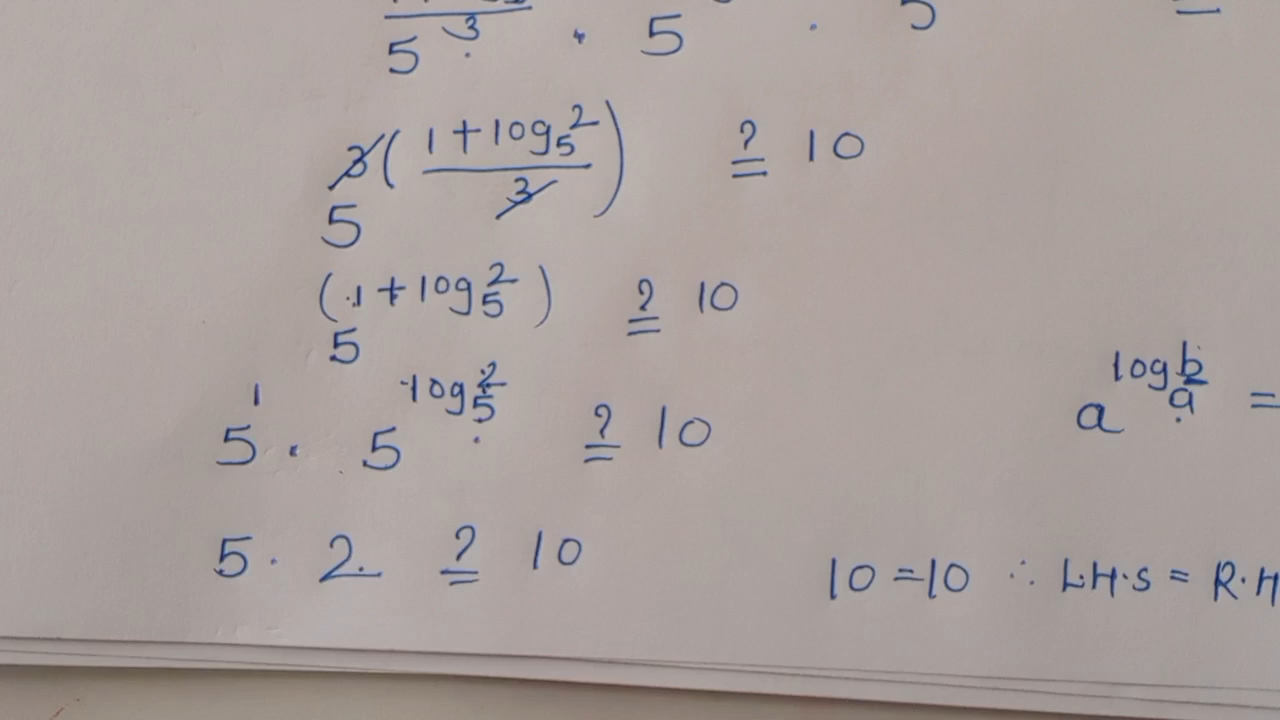 5^3 . 5 . 5
5^{3((1+log_5 2)/3)} ≟ 10
5^{(1+log_5 2)} ≟ 10
5^1 . 5^{log_5 2} ≟ 10
a^{log_a b} =
5 . 2 ≟ 10
10 = 10 ∴ L.H.S = R.H